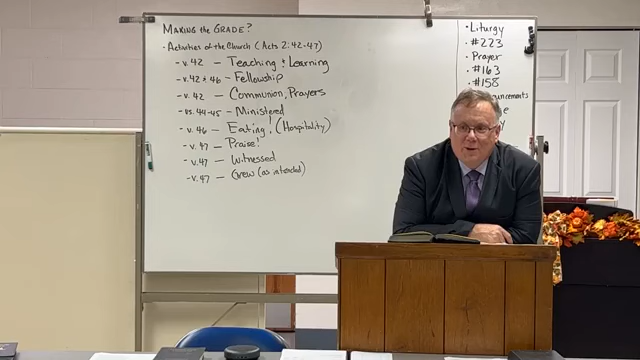 Making the Grade?
• Activities of the Church (Acts 2:42-47)
- v. 42 - Teaching & Learning
- v. 42 & 46 - Fellowship
- v. 42 - Communion, Prayers
- vs. 44-45 - Ministered
- v. 46 - Eating! (Hospitality)
- v. 47 - Praise!
- v. 47 - Witnessed
- v. 47 - Grew (as intended)
• Liturgy
• #223
• Prayer
• #163
• #158